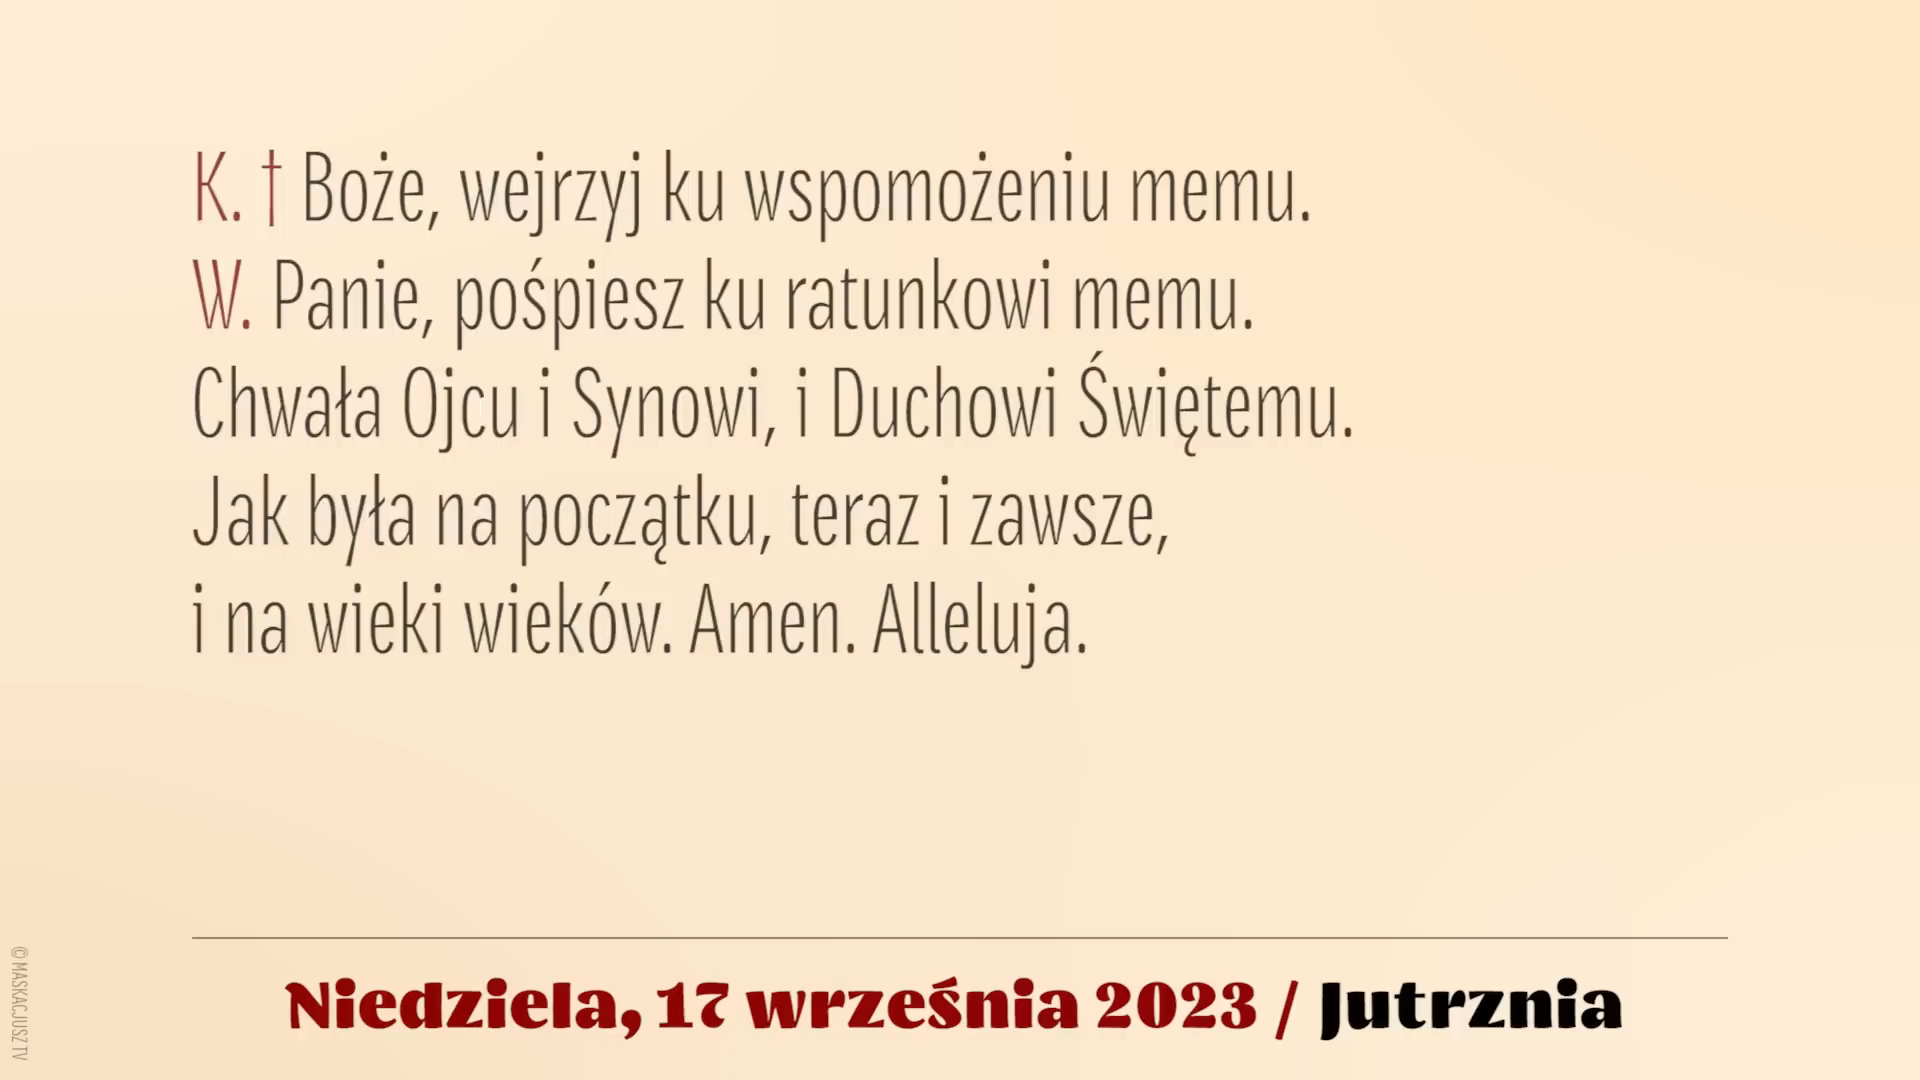 K. † Boże, wejrzyj ku wspomożeniu memu.
W. Panie, pośpiesz ku ratunkowi memu.
Chwała Ojcu i Synowi, i Duchowi Świętemu.
Jak była na początku, teraz i zawsze,
i na wieki wieków. Amen. Alleluja.
Niedziela, 17 września 2023 / Jutrznia
© MASKACJUSZ TV